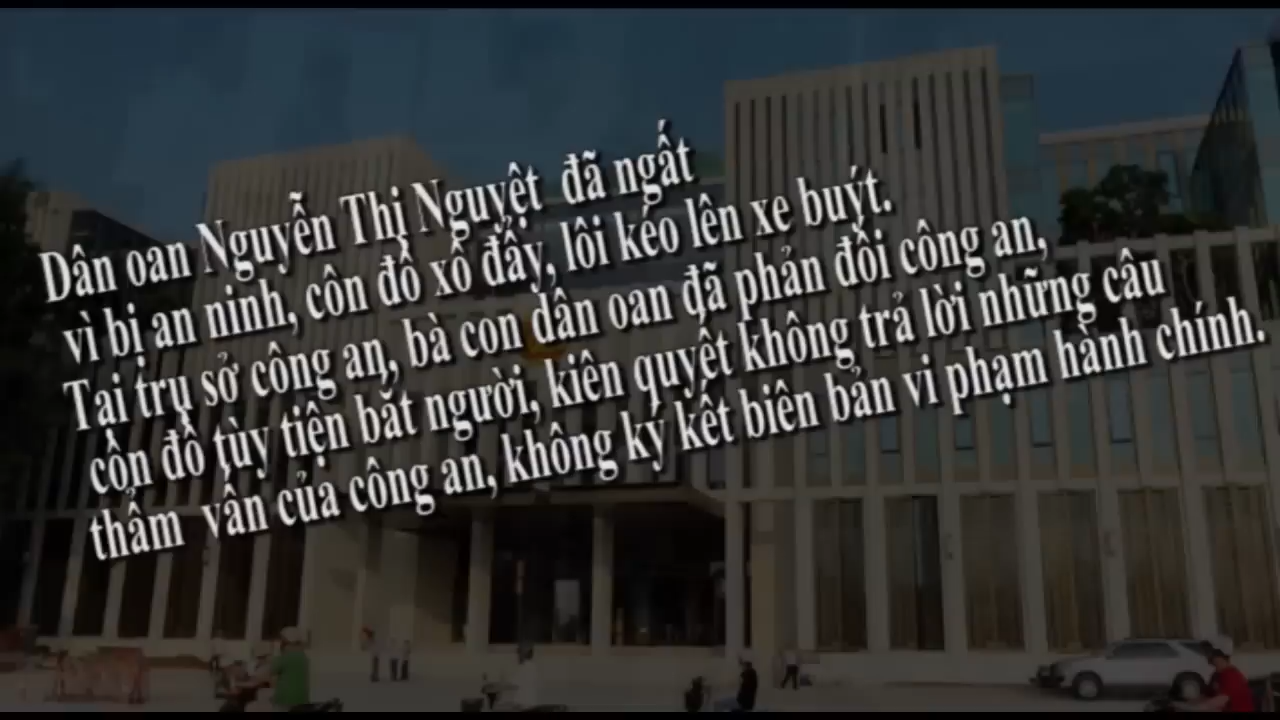 Dân oan Nguyễn Thị Nguyệt đã ngất
vì bị an ninh, côn đồ xô đẩy, lôi kéo lên xe buýt.
Tại trụ sở công an, bà con dân oan đã phản đối công an,
côn đồ tùy tiện bắt người, kiên quyết không trả lời những câu
thẩm vấn của công an, không ký kết biên bản vi phạm hành chính.